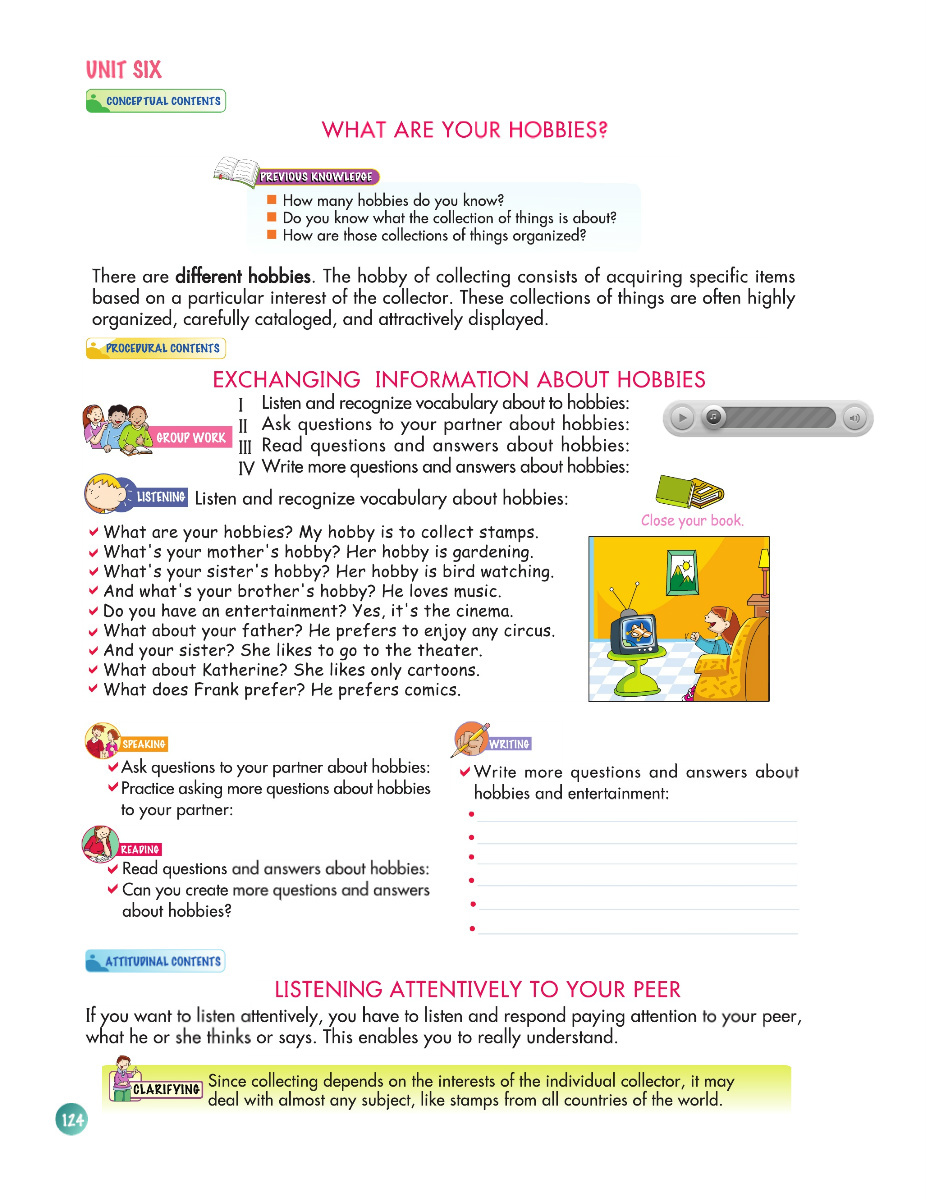 UNIT SIX
CONCEPTUAL CONTENTS
WHAT ARE YOUR HOBBIES?
PREVIOUS KNOWLEDGE
How many hobbies do you know?
Do you know what the collection of things is about?
How are those collections of things organized?
There are different hobbies. The hobby of collecting consists of acquiring specific items
based on a particular interest of the collector. These collections of things are often highly
organized, carefully cataloged, and attractively displayed.
PROCEDURAL CONTENTS
EXCHANGING INFORMATION ABOUT HOBBIES
GROUP WORK
I Listen and recognize vocabulary about to hobbies:
II Ask questions to your partner about hobbies:
III Read questions and answers about hobbies:
IV Write more questions and answers about hobbies:
LISTENING Listen and recognize vocabulary about hobbies:
Close your book.
What are your hobbies? My hobby is to collect stamps.
What's your mother's hobby? Her hobby is gardening.
What's your sister's hobby? Her hobby is bird watching.
And what's your brother's hobby? He loves music.
Do you have an entertainment? Yes, it's the cinema.
What about your father? He prefers to enjoy any circus.
And your sister? She likes to go to the theater.
What about Katherine? She likes only cartoons.
What does Frank prefer? He prefers comics.
SPEAKING
Ask questions to your partner about hobbies:
Practice asking more questions about hobbies
to your partner:
READING
Read questions and answers about hobbies:
Can you create more questions and answers
about hobbies?
WRITING
Write more questions and answers about
hobbies and entertainment:
ATTITUDINAL CONTENTS
LISTENING ATTENTIVELY TO YOUR PEER
If you want to listen attentively, you have to listen and respond paying attention to your peer,
what he or she thinks or says. This enables you to really understand.
CLARIFYING
Since collecting depends on the interests of the individual collector, it may
deal with almost any subject, like stamps from all countries of the world.
124